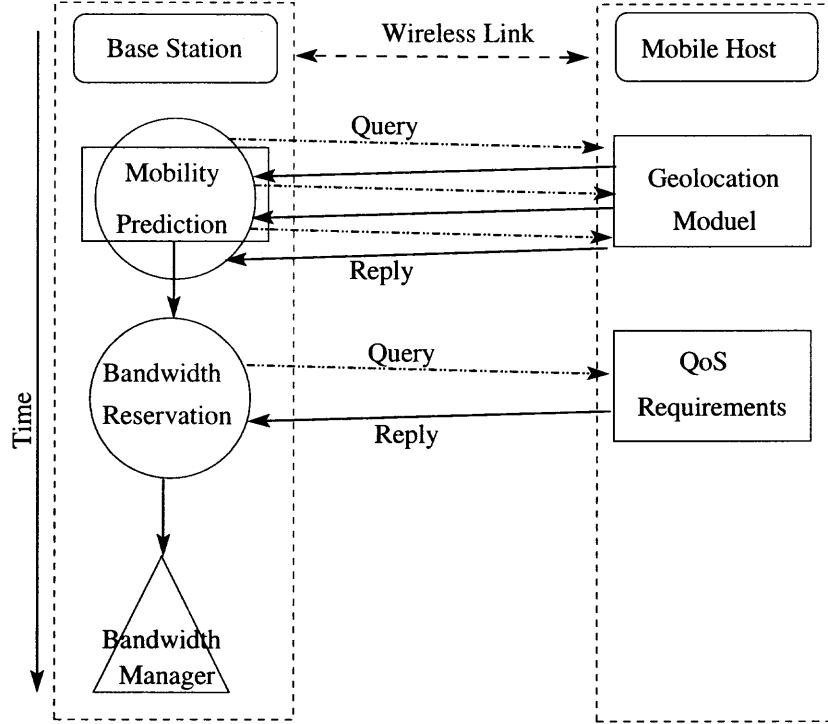 Base Station
Wireless Link
Mobile Host
Query
Mobility
Prediction
Geolocation
Moduel
Reply
Bandwidth
Reservation
Query
QoS
Requirements
Reply
Time
Bandwidth
Manager